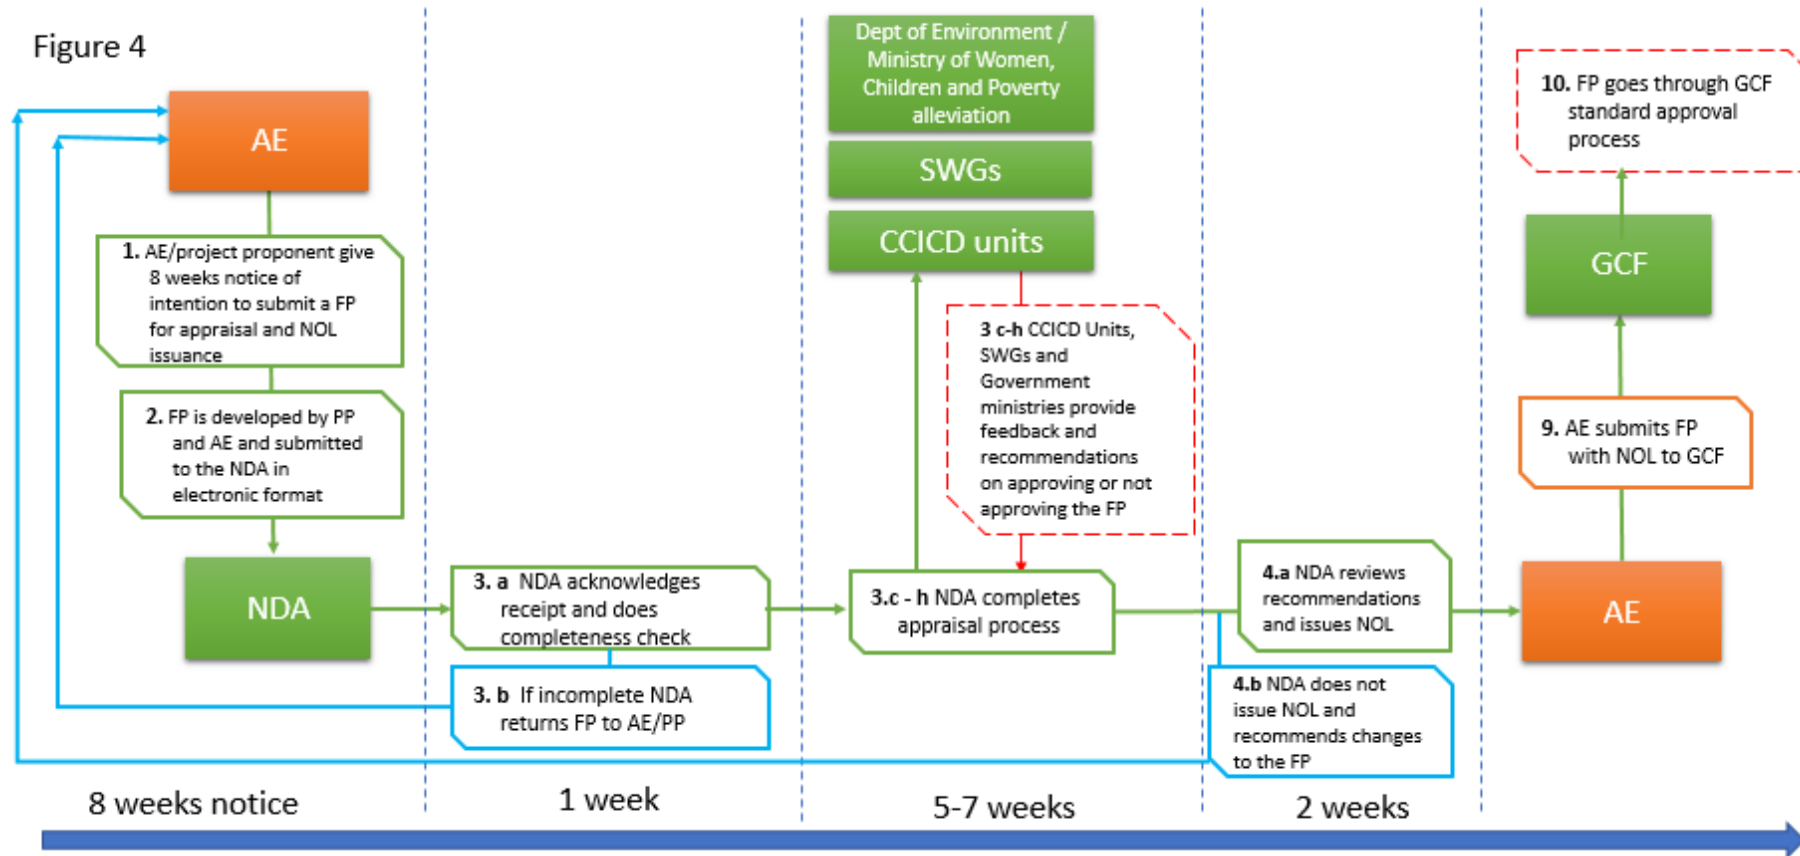 Figure 4
AE
1. AE/project proponent give
8 weeks notice of
intention to submit a FP
for appraisal and NOL
issuance
2. FP is developed by PP
and AE and submitted
to the NDA in
electronic format
NDA
3. a NDA acknowledges
receipt and does
completeness check
3. b If incomplete NDA
returns FP to AE/PP
Dept of Environment /
Ministry of Women,
Children and Poverty
alleviation
SWGs
CCICD units
3 c-h CCICD Units,
SWGs and
Government
ministries provide
feedback and
recommendations
on approving or not
approving the FP
3.c - h NDA completes
appraisal process
4.a NDA reviews
recommendations
and issues NOL
4.b NDA does not
issue NOL and
recommends changes
to the FP
AE
9. AE submits FP
with NOL to GCF
GCF
10. FP goes through GCF
standard approval
process
8 weeks notice
1 week
5-7 weeks
2 weeks